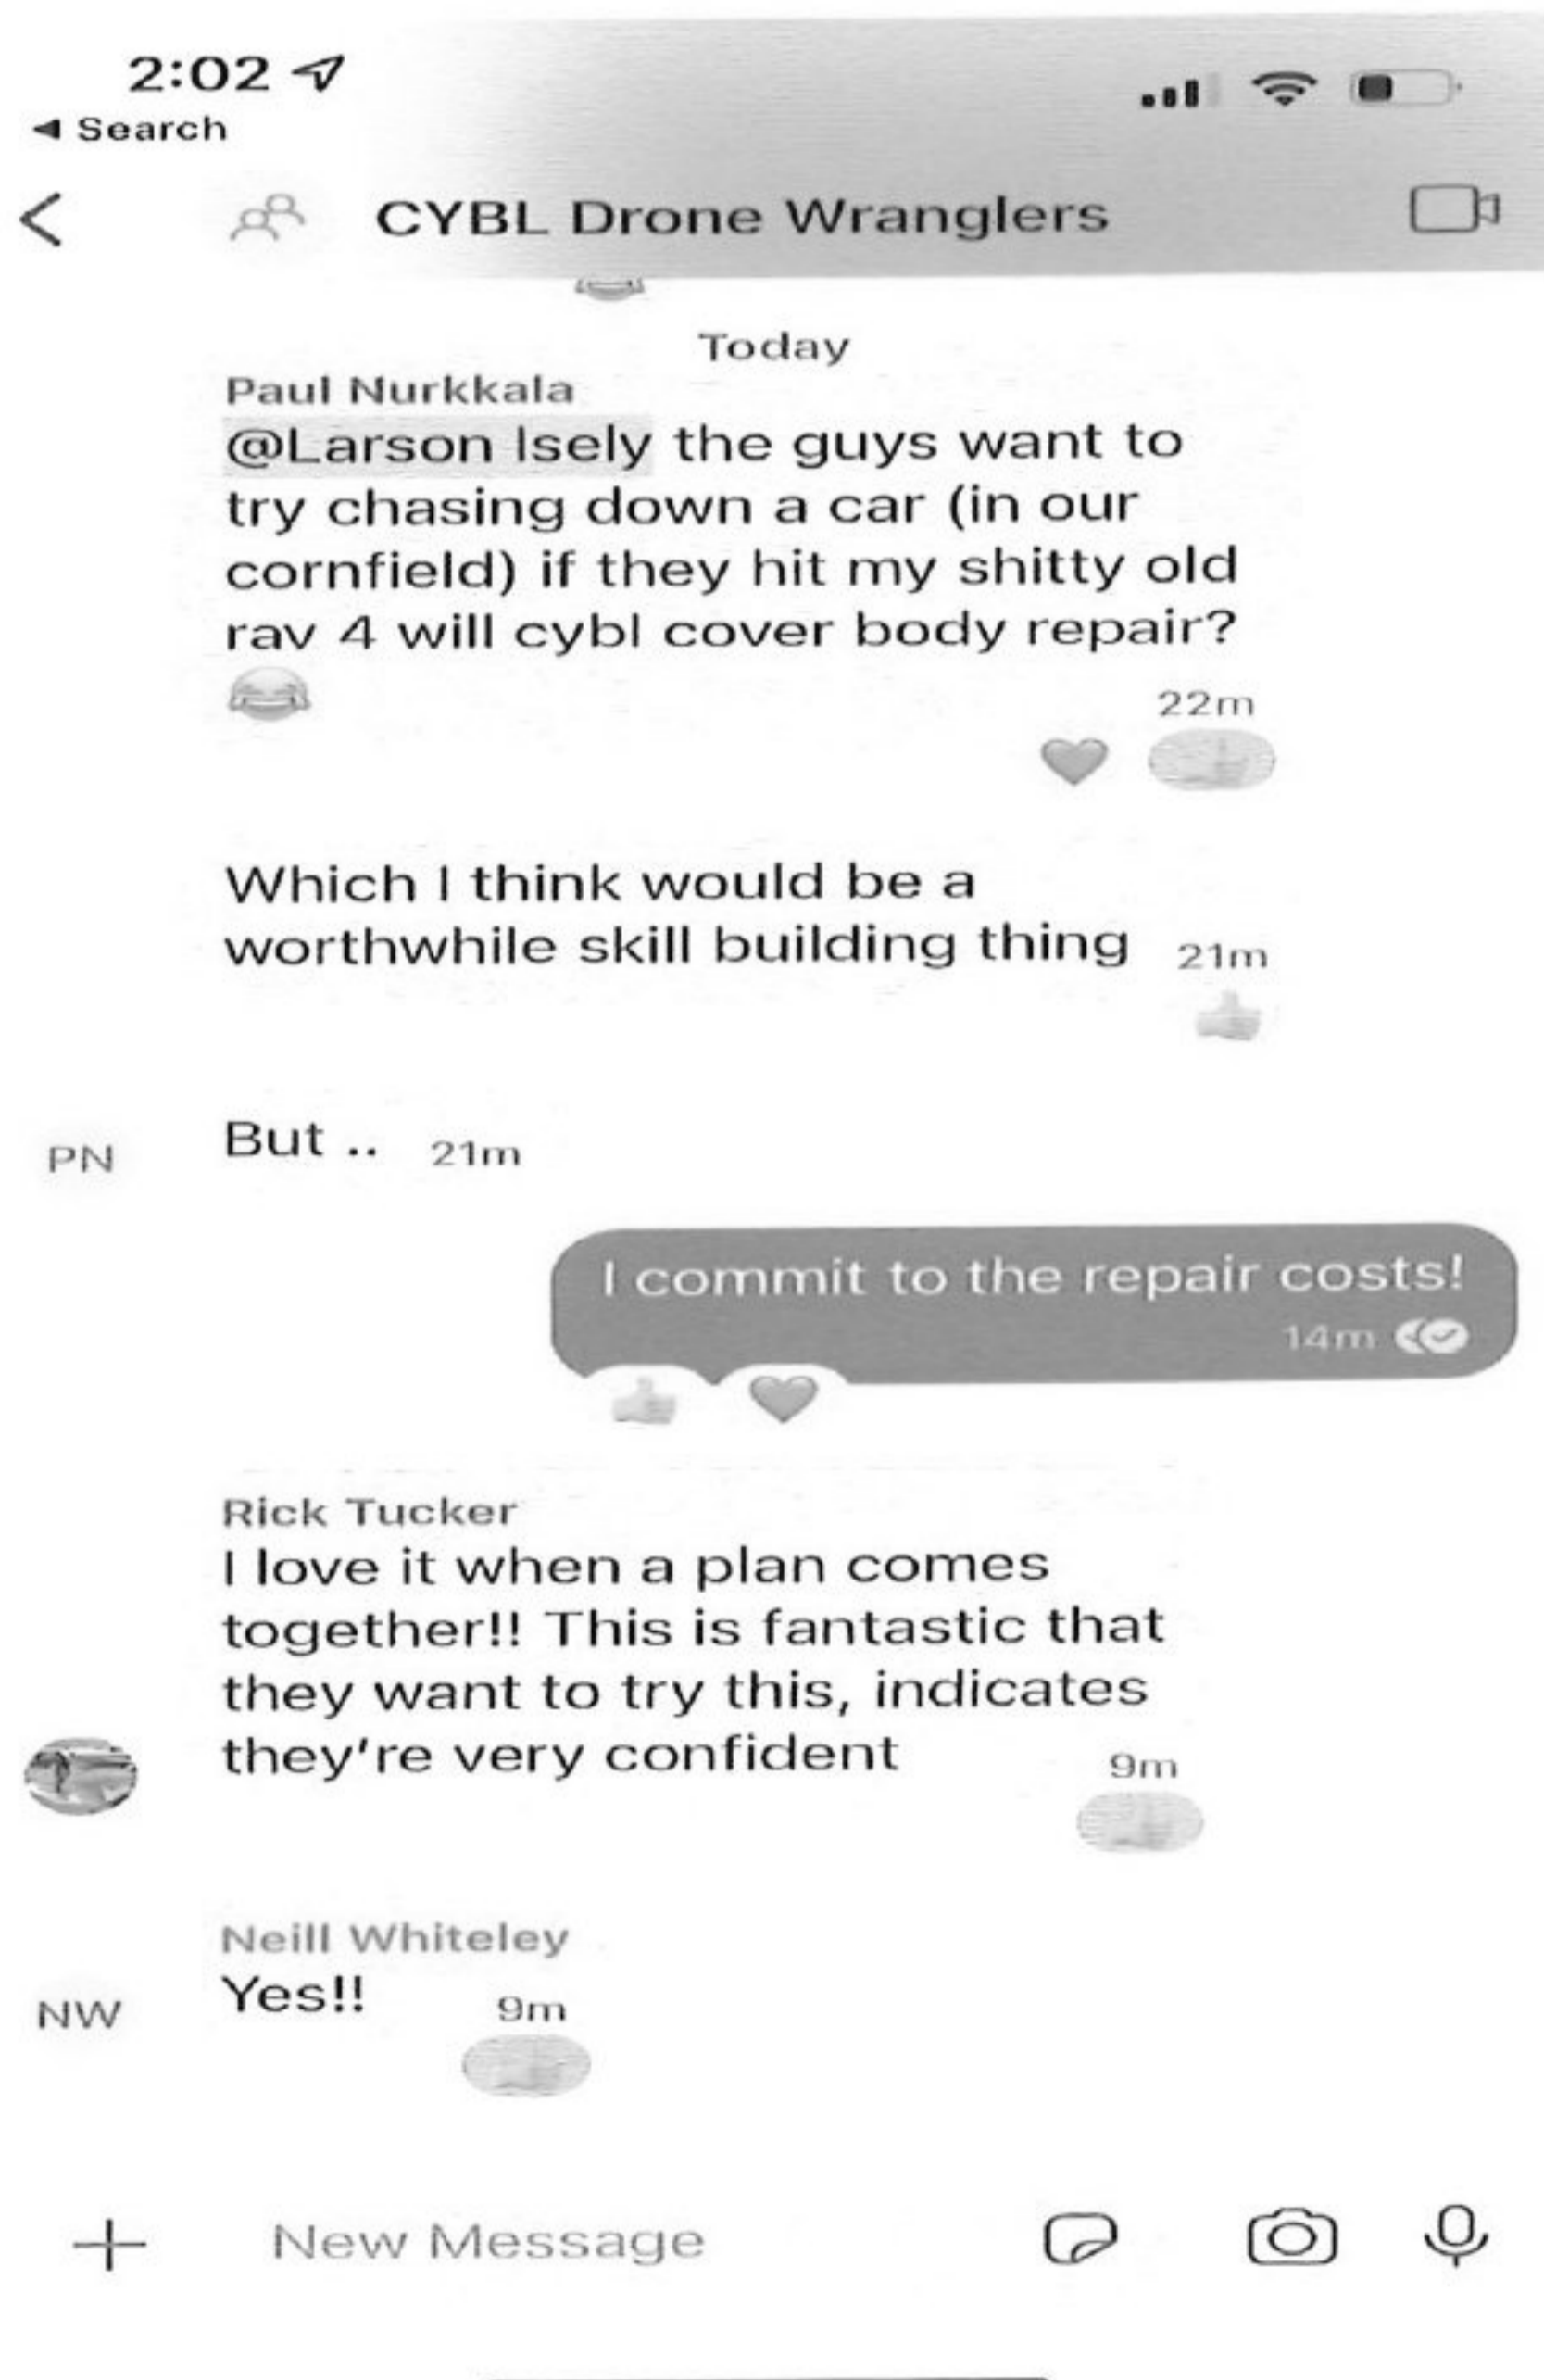 2:02
Search
CYBL Drone Wranglers
Today
Paul Nurkkala
@Larson Isely the guys want to
try chasing down a car (in our
cornfield) if they hit my shitty old
rav 4 will cybl cover body repair?
😂
22m
Which I think would be a
worthwhile skill building thing 21m
PN
But .. 21m
I commit to the repair costs!
14m
Rick Tucker
I love it when a plan comes
together!! This is fantastic that
they want to try this, indicates
they're very confident
9m
Neill Whiteley
NW
Yes!! 9m
New Message